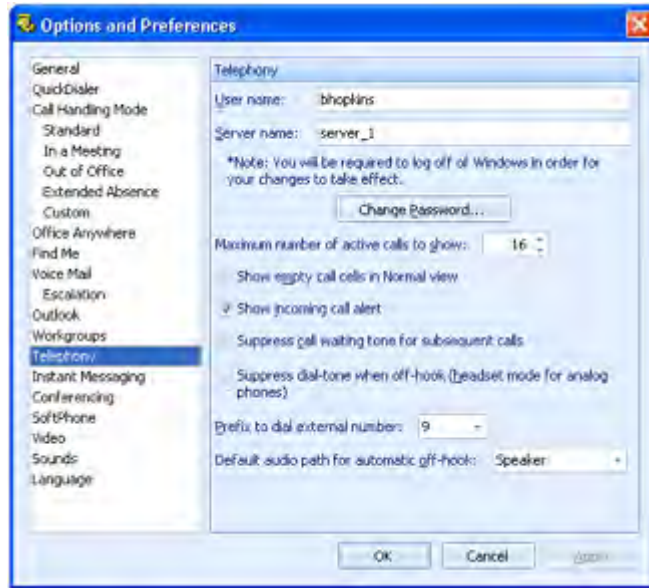 Options and Preferences
General
QuickDialer
Call Handling Mode
Standard
In a Meeting
Out of Office
Extended Absence
Custom
Office Anywhere
Find Me
Voice Mail
Escalation
Outlook
Workgroups
Telephony
Instant Messaging
Conferencing
SoftPhone
Video
Sounds
Language
Telephony
User name: bhopkins
Server name: server_1
*Note: You will be required to log off of Windows in order for
your changes to take effect.
Change Password...
Maximum number of active calls to show: 16
Show empty call cells in Normal view
Show incoming call alert
Suppress call waiting tone for subsequent calls
Suppress dial-tone when off-hook (headset mode for analog
phones)
Prefix to dial external number: 9
Default audio path for automatic off-hook: Speaker
OK Cancel Apply